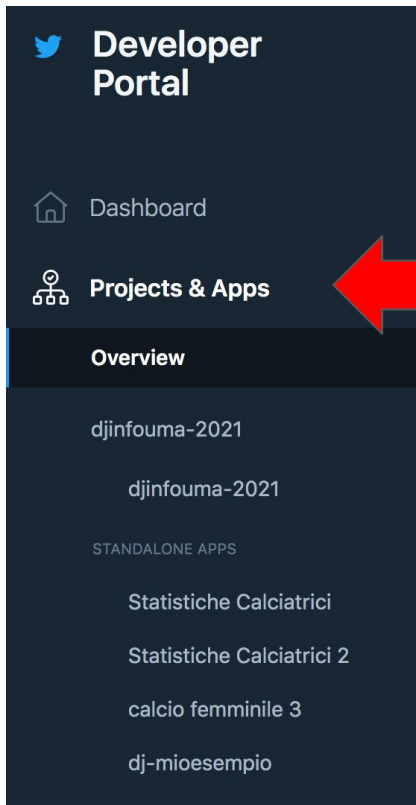 Developer
Portal
Dashboard
Projects & Apps
Overview
djinfouma-2021
djinfouma-2021
STANDALONE APPS
Statistiche Calciatrici
Statistiche Calciatrici 2
calcio femminile 3
dj-mioesempio